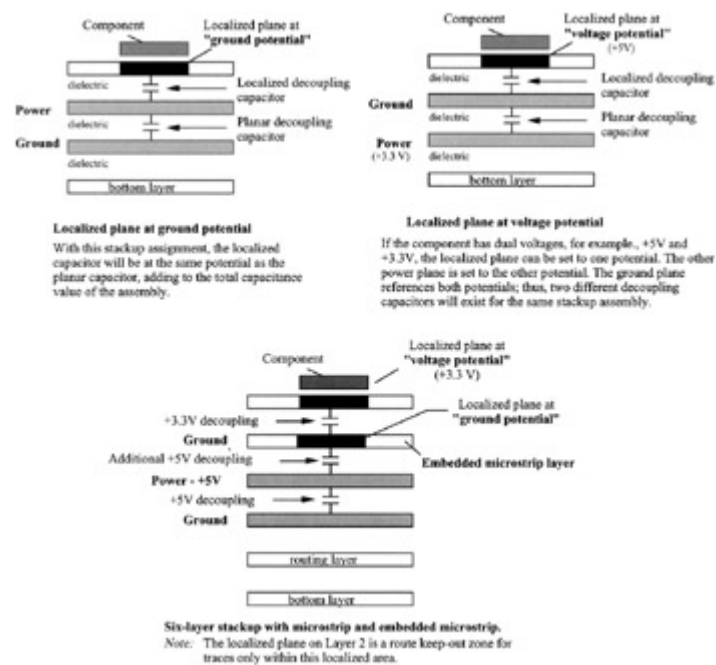 Component
Localized plane at
"ground potential"
dielectric
Localized decoupling
capacitor
Power
dielectric
Planar decoupling
capacitor
Ground
dielectric
bottom layer
Localized plane at ground potential
With this stackup assignment, the localized
capacitor will be at the same potential as the
planar capacitor, adding to the total capacitance
value of the assembly.
Component
Localized plane at
"voltage potential"
(+5V)
dielectric
Localized decoupling
capacitor
Ground
dielectric
Planar decoupling
capacitor
Power
(+3.3 V)
dielectric
bottom layer
Localized plane at voltage potential
If the component has dual voltages, for example., +5V and
+3.3V, the localized plane can be set to one potential. The other
power plane is set to the other potential. The ground plane
references both potentials; thus, two different decoupling
capacitors will exist for the same stackup assembly.
Component
Localized plane at
"voltage potential"
(+3.3 V)
+3.3V decoupling
Localized plane at
"ground potential"
Ground
Embedded microstrip layer
Additional +5V decoupling
Power - +5V
+5V decoupling
Ground
routing layer
bottom layer
Six-layer stackup with microstrip and embedded microstrip.
Note: The localized plane on Layer 2 is a route keep-out zone for
traces only within this localized area.